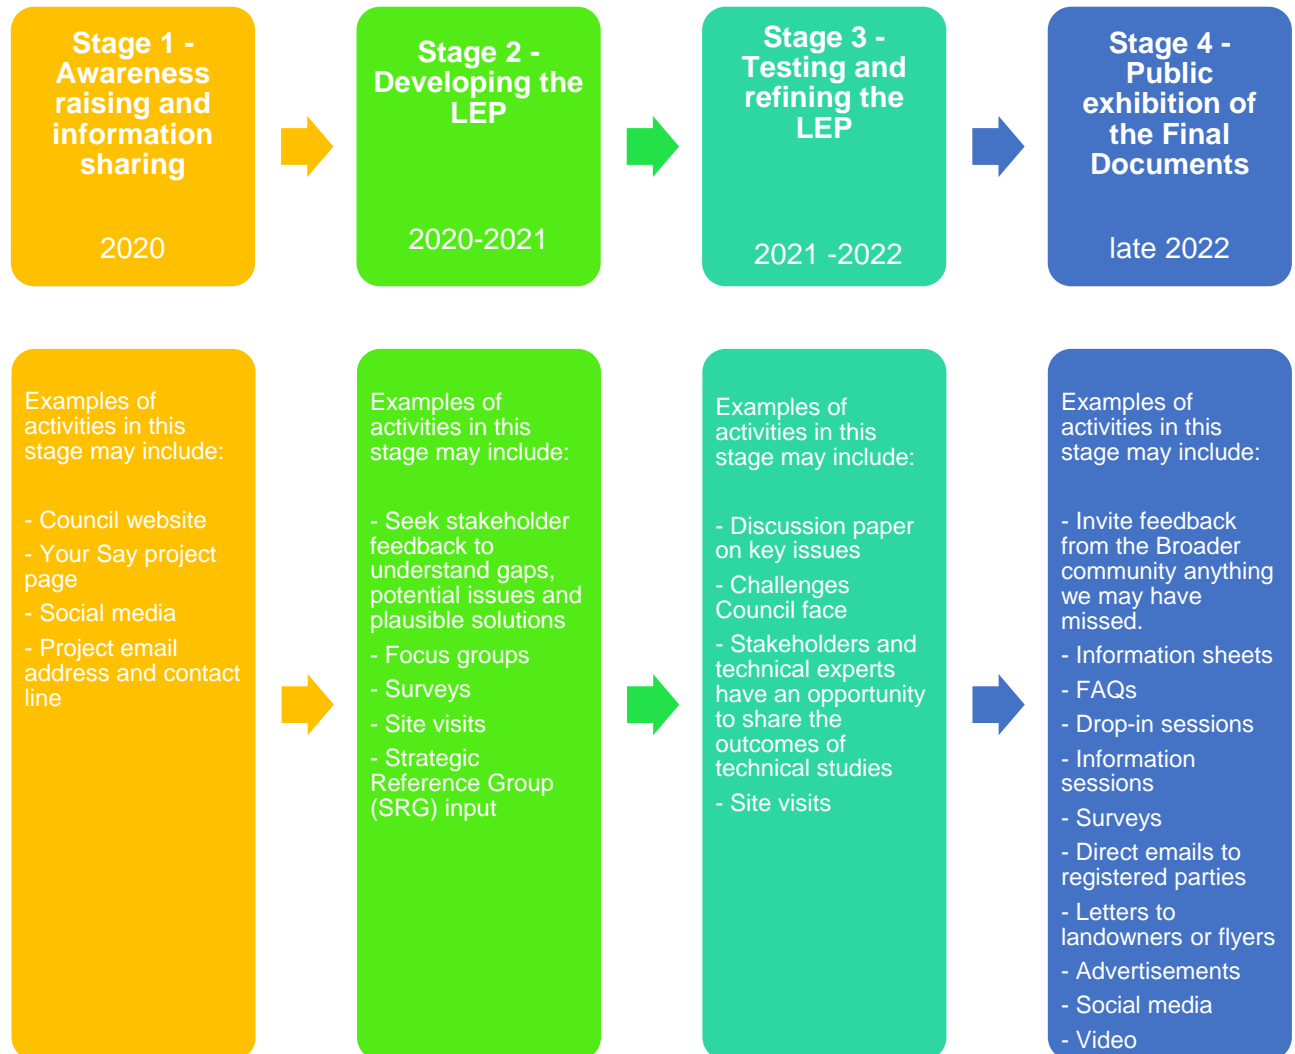 Stage 1 -
Awareness
raising and
information
sharing
2020
Stage 2 -
Developing the
LEP
2020-2021
Stage 3 -
Testing and
refining the
LEP
2021 -2022
Stage 4 -
Public
exhibition of
the Final
Documents
late 2022
Examples of
activities in this
stage may include:
- Council website
- Your Say project
page
- Social media
- Project email
address and contact
line
Examples of
activities in this
stage may include:
- Seek stakeholder
feedback to
understand gaps,
potential issues and
plausible solutions
- Focus groups
- Surveys
- Site visits
- Strategic
Reference Group
(SRG) input
Examples of
activities in this
stage may include:
- Discussion paper
on key issues
- Challenges
Council face
- Stakeholders and
technical experts
have an opportunity
to share the
outcomes of
technical studies
- Site visits
Examples of
activities in this
stage may include:
- Invite feedback
from the Broader
community anything
we may have
missed.
- Information sheets
- FAQs
- Drop-in sessions
- Information
sessions
- Surveys
- Direct emails to
registered parties
- Letters to
landowners or flyers
- Advertisements
- Social media
- Video